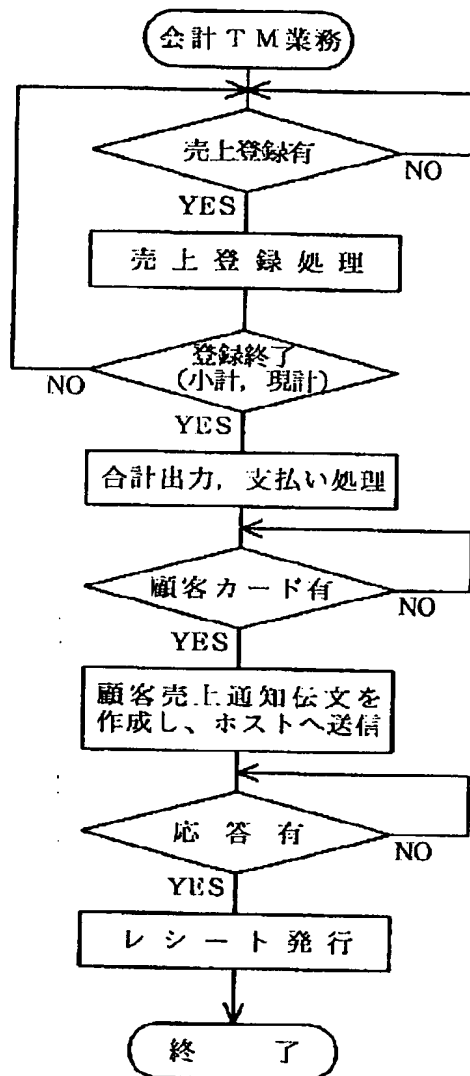 会計TM業務
売上登録有
NO
YES
売上登録処理
登録終了
(小計,現計)
NO
YES
合計出力,支払い処理
顧客カード有
NO
YES
顧客売上通知伝文を
作成し、ホストへ送信
応答有
NO
YES
レシート発行
終了